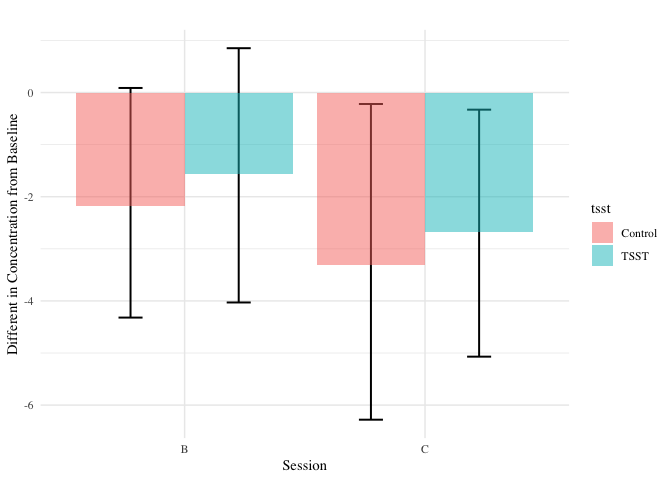 Different in Concentration from Baseline
0
-2
-4
-6
B
C
Session
tsst
Control
TSST